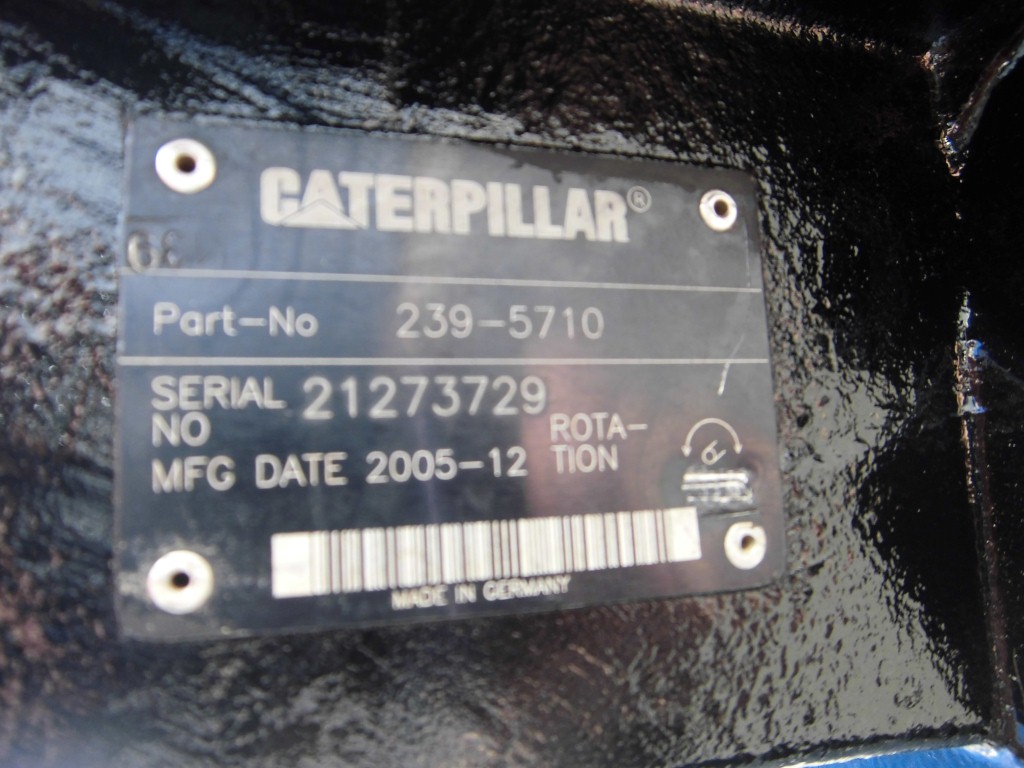 CATERPILLAR®
Part-No 239-5710
SERIAL NO 21273729
MFG DATE 2005-12
ROTA-
TION
MADE IN GERMANY